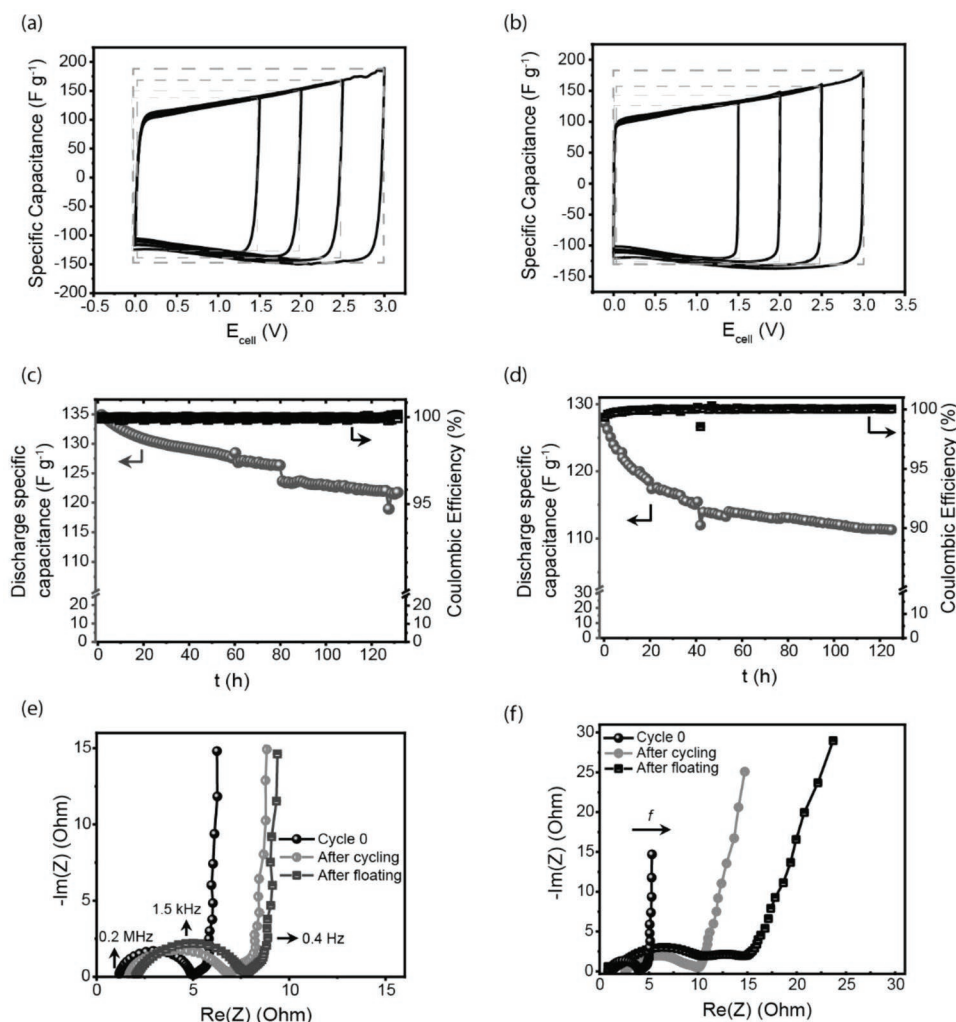 (a)
200
150
100
50
0
-50
-100
-150
-200
-0.5 0.0 0.5 1.0 1.5 2.0 2.5 3.0 3.5
Specific Capacitance (F g⁻¹)
E_cell (V)
(b)
200
150
100
50
0
-50
-100
-150
0.0 0.5 1.0 1.5 2.0 2.5 3.0 3.5
Specific Capacitance (F g⁻¹)
E_cell (V)
(c)
135
130
125
120
115
110
20
10
0
Discharge specific
capacitance (F g⁻¹)
100
95
20
10
0
Coulombic Efficiency (%)
0 20 40 60 80 100 120
t (h)
(d)
130
120
110
30
20
10
0
Discharge specific
capacitance (F g⁻¹)
100
95
90
10
0
Coulombic Efficiency (%)
0 20 40 60 80 100 120
t (h)
(e)
15
10
5
0
-Im(Z) (Ohm)
Cycle 0
After cycling
After floating
0.2 MHz
1.5 kHz
0.4 Hz
0 5 10 15
Re(Z) (Ohm)
(f)
30
25
20
15
10
5
0
-Im(Z) (Ohm)
Cycle 0
After cycling
After floating
f
0 5 10 15 20 25 30
Re(Z) (Ohm)